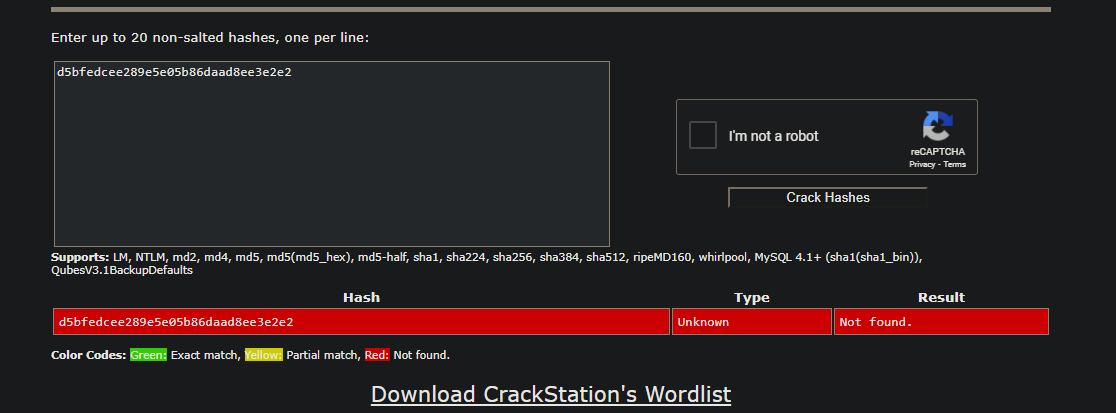 Enter up to 20 non-salted hashes, one per line:
d5bfedcee289e5e05b86daad8ee3e2e2
I'm not a robot
reCAPTCHA
Privacy - Terms
Crack Hashes
Supports: LM, NTLM, md2, md4, md5, md5(md5_hex), md5-half, sha1, sha224, sha256, sha384, sha512, ripeMD160, whirlpool, MySQL 4.1+ (sha1(sha1_bin)),
QubesV3.1BackupDefaults
Hash Type Result
d5bfedcee289e5e05b86daad8ee3e2e2 Unknown Not found.
Color Codes: Green: Exact match, Yellow: Partial match, Red: Not found.
Download CrackStation's Wordlist